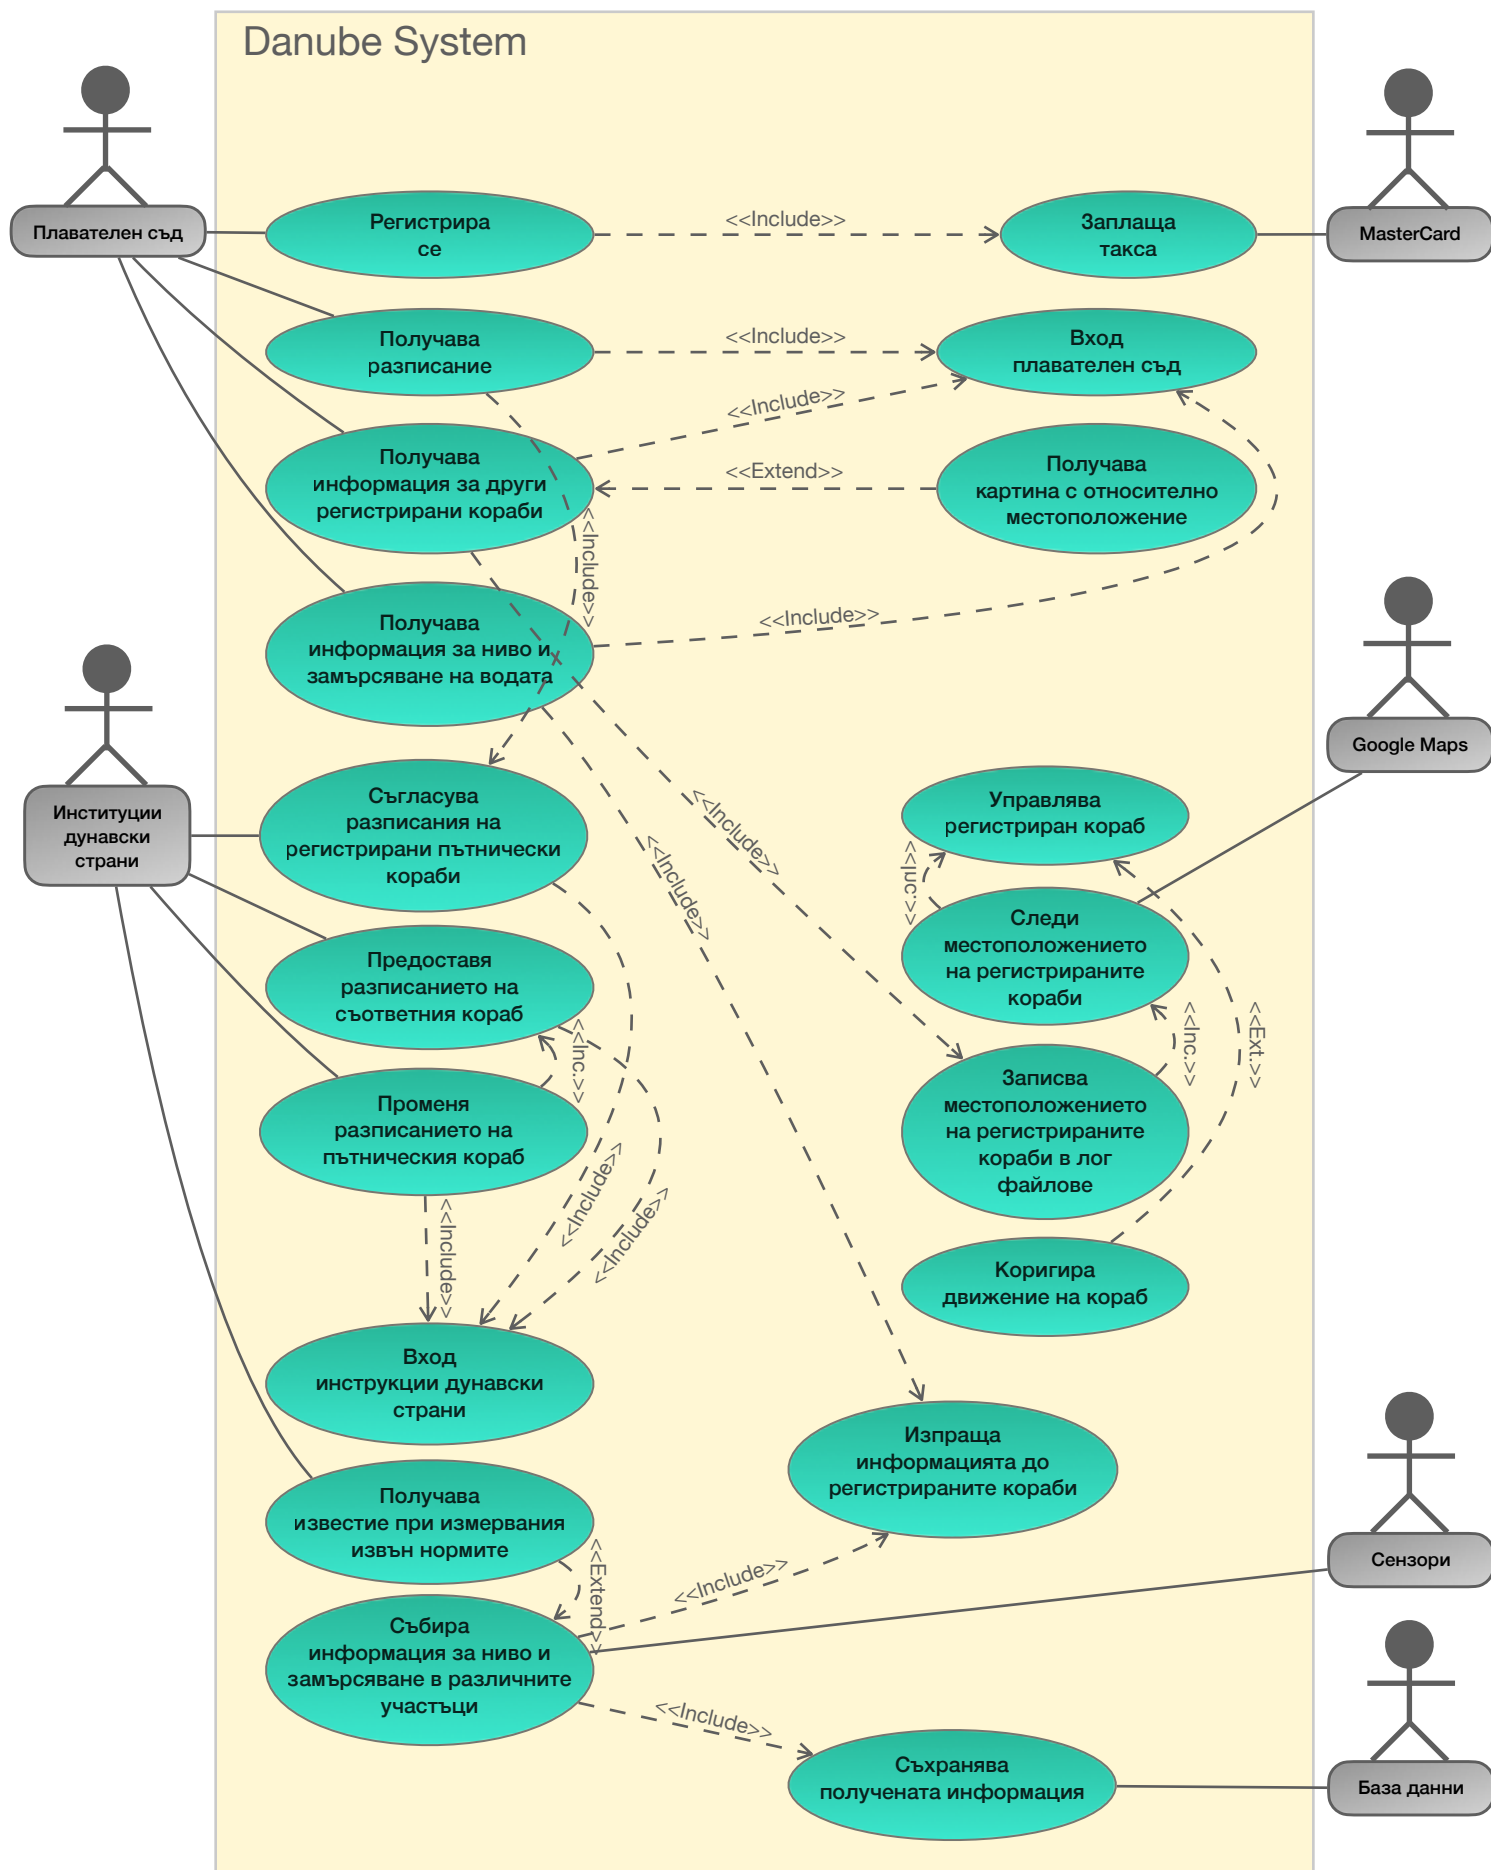 Danube System
Плавателен съд
Регистрира
се
<<Include>>
Заплаща
такса
MasterCard
Получава
разписание
<<Include>>
Вход
плавателен съд
<<Include>>
Получава
информация за други
регистрирани кораби
<<Extend>>
Получава
картина с относително
местоположение
<<Include>>
Получава
информация за ниво и
замърсяване на водата
<<Include>>
Google Maps
Институции
дунавски
страни
Съгласува
разписания на
регистрирани пътнически
кораби
<<Include>>
<<Include>>
Управлява
регистриран кораб
<<Inc.>>
Следи
местоположението
на регистрираните
кораби
Предоставя
разписанието на
съответния кораб
<<Inc.>>
<<Inc.>>
<<Ext.>>
Записва
местоположението
на регистрираните
кораби в лог
файлове
Променя
разписанието на
пътническия кораб
<<Include>>
<<Include>>
<<Include>>
Коригира
движение на кораб
Вход
инструкции дунавски
страни
Изпраща
информацията до
регистрираните кораби
Получава
известие при измервания
извън нормите
<<Extend>>
<<Include>>
Сензори
Събира
информация за ниво и
замърсяване в различните
участъци
<<Include>>
Съхранява
получената информация
База данни